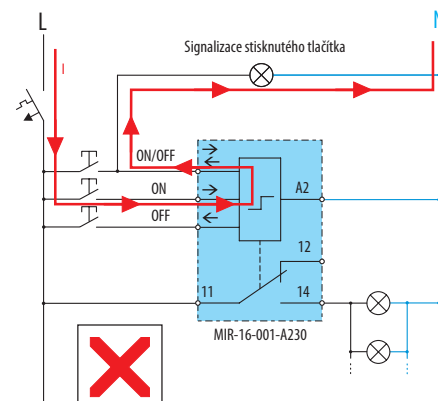 L
N
Signalizace stisknutého tlačítka
I
ON/OFF
ON
A2
OFF
12
11
14
MIR-16-001-A230